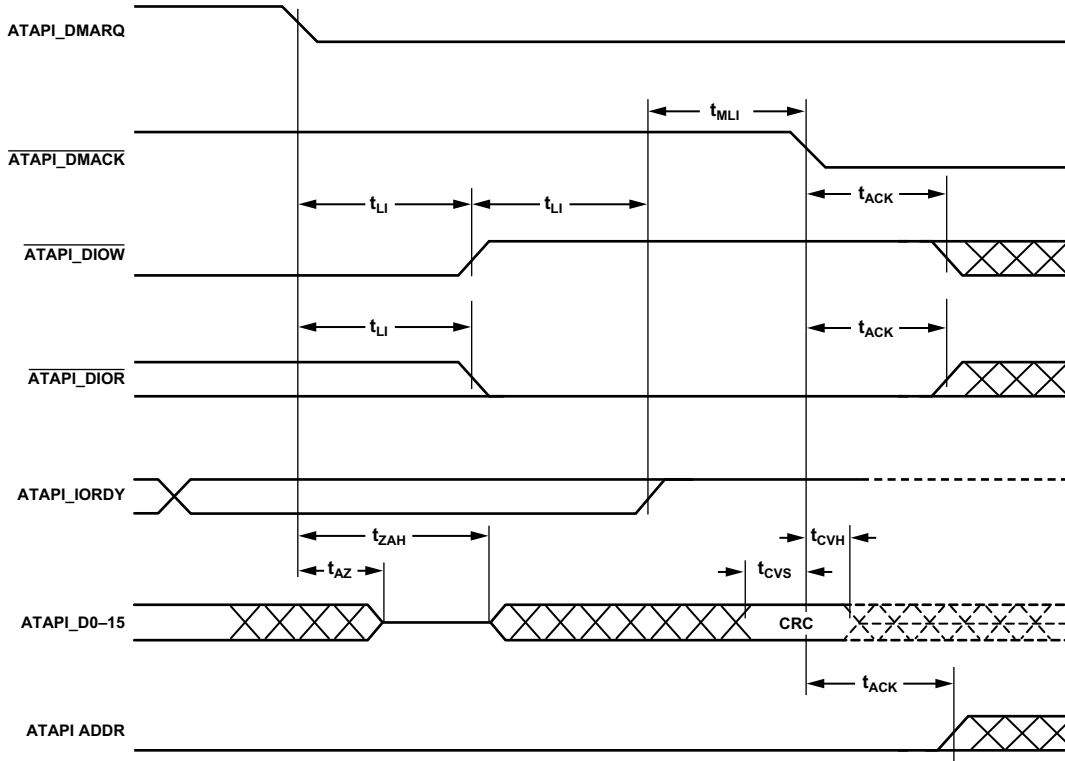 ATAPI_DMARQ
tMLI
ATAPI_DMACK
tLI
tLI
tACK
ATAPI_DIOW
tLI
tACK
ATAPI_DIOR
ATAPI_IORDY
tZAH
tCVH
tAZ
tCVS
ATAPI_D0–15
CRC
tACK
ATAPI ADDR